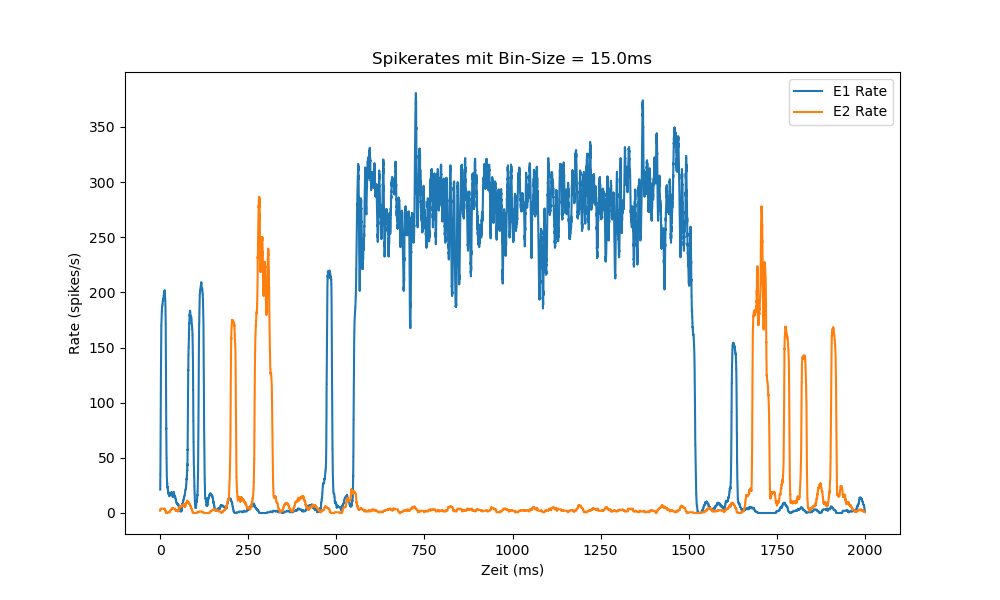 Spikerates mit Bin-Size = 15.0ms
E1 Rate
E2 Rate
350
300
250
200
150
100
50
0
Rate (spikes/s)
0 250 500 750 1000 1250 1500 1750 2000
Zeit (ms)